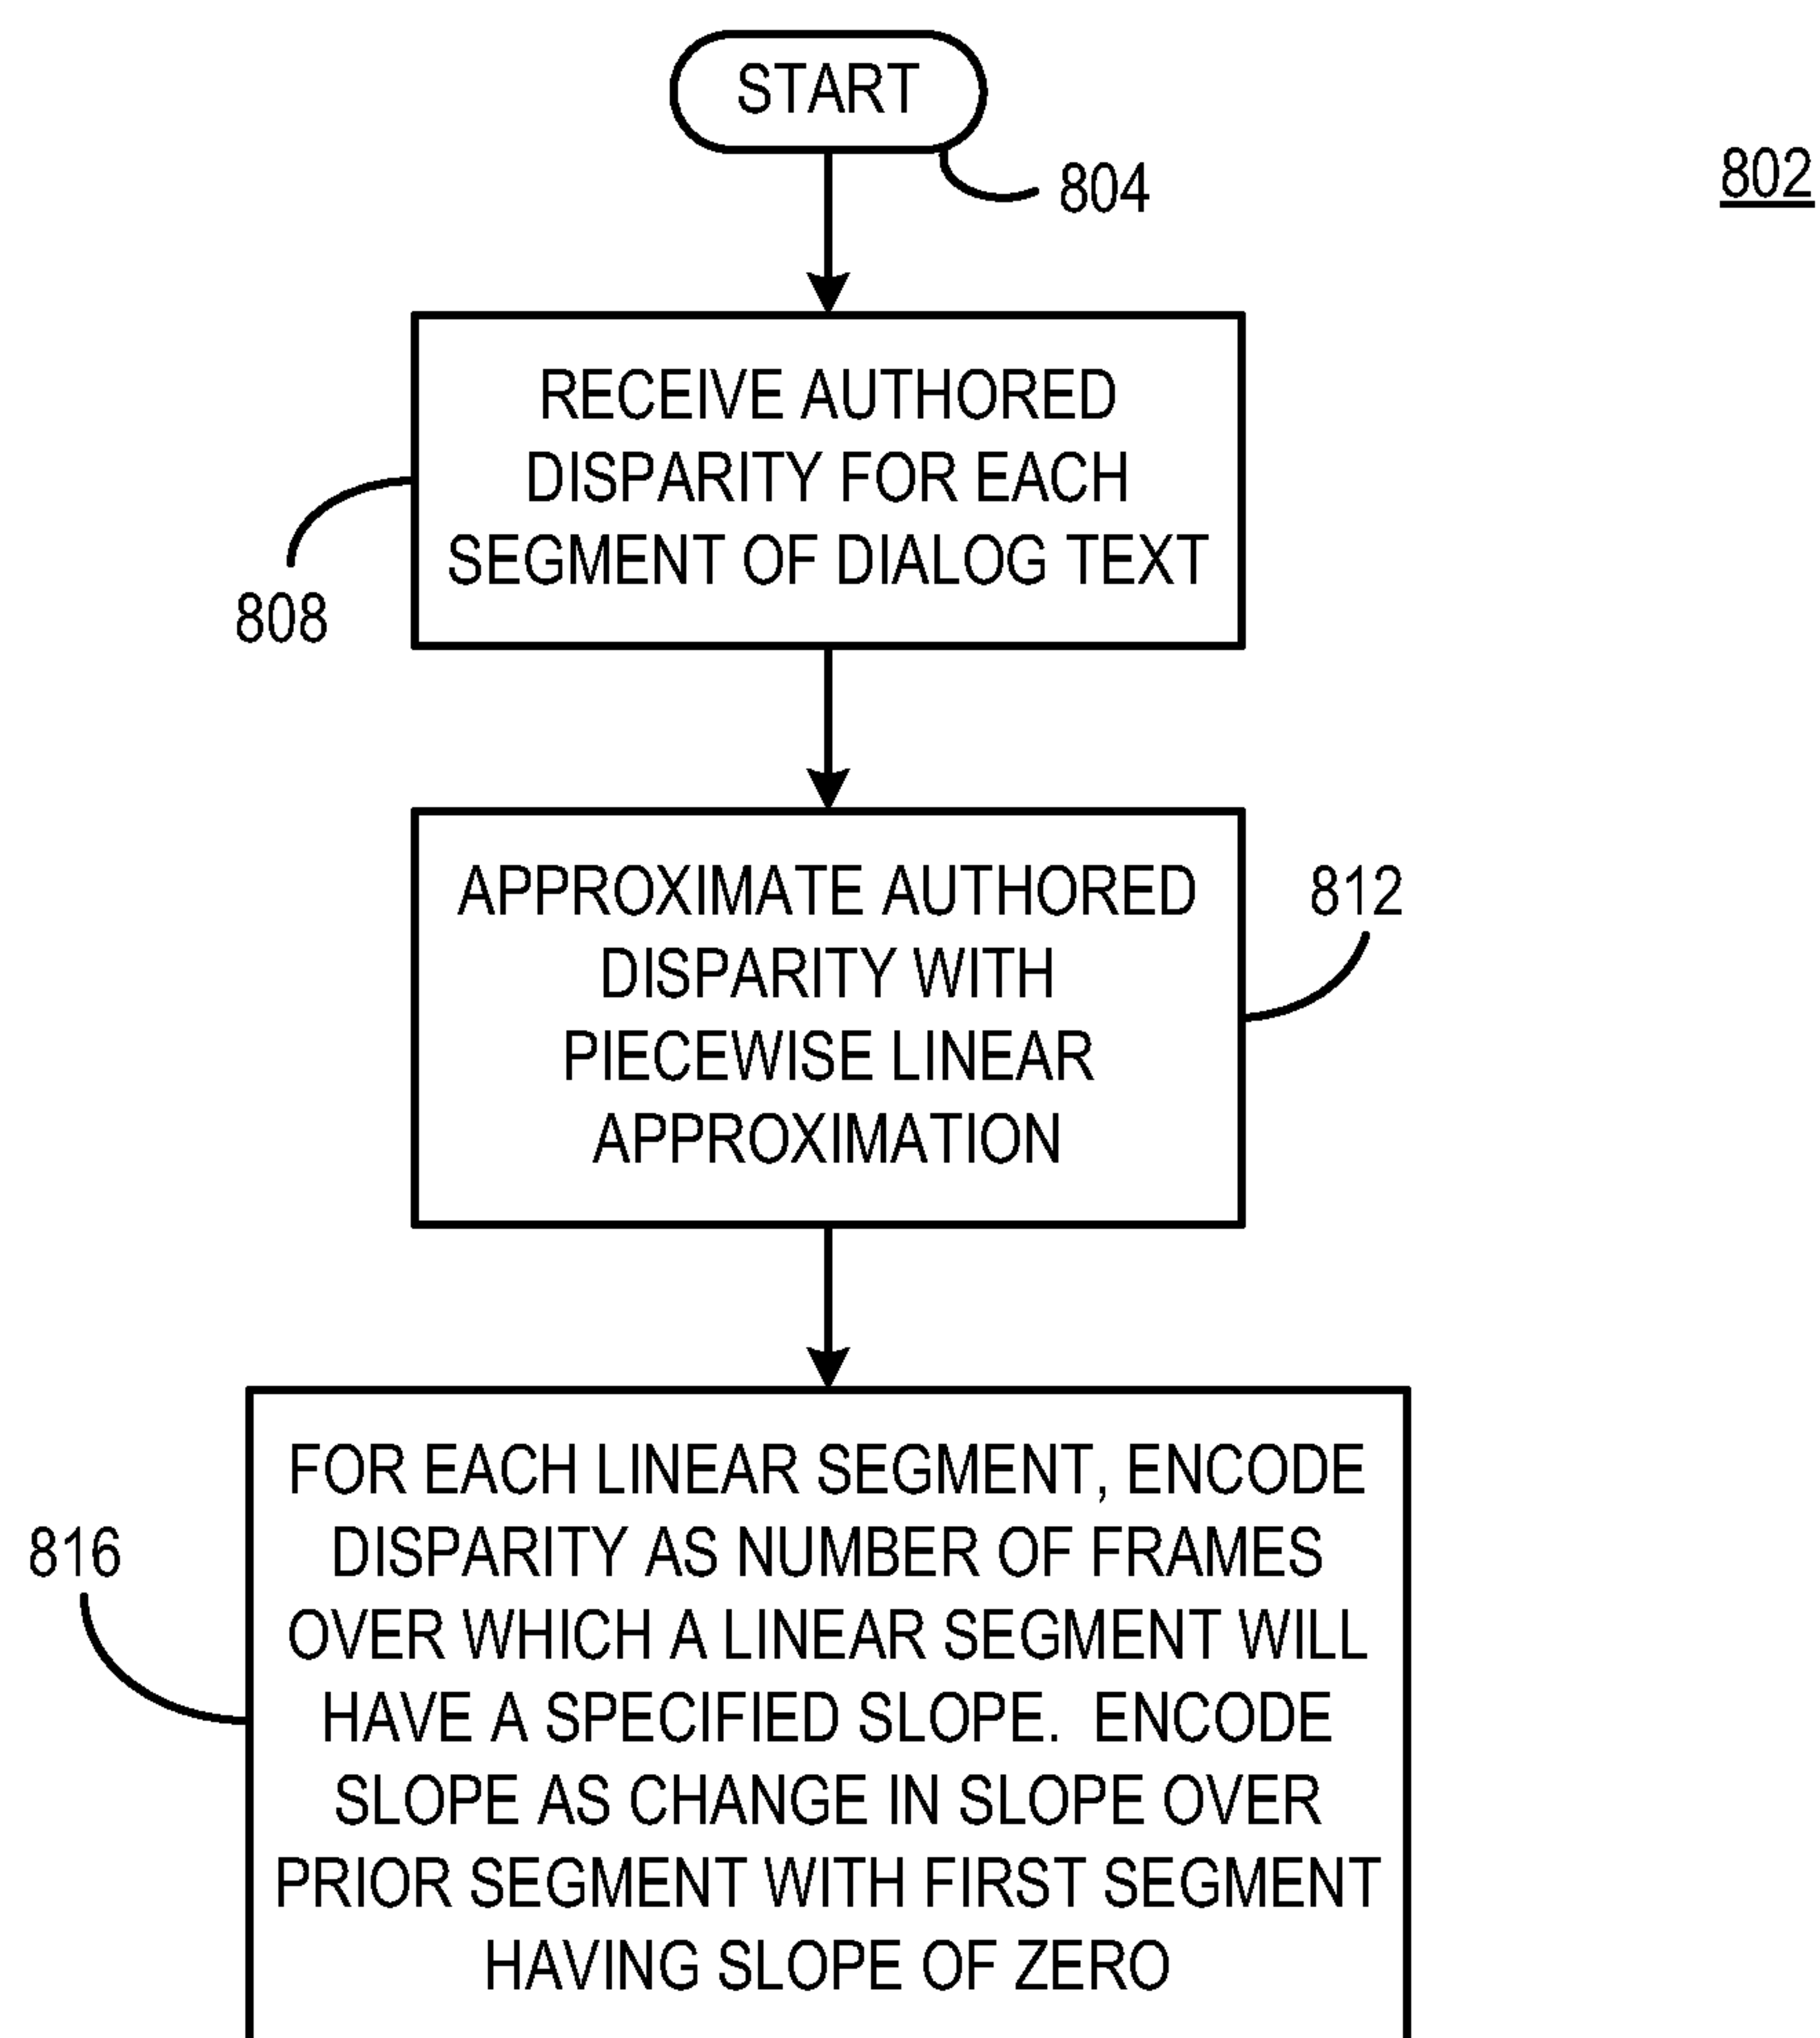 START
804
802
RECEIVE AUTHORED
DISPARITY FOR EACH
SEGMENT OF DIALOG TEXT
808
APPROXIMATE AUTHORED
DISPARITY WITH
PIECEWISE LINEAR
APPROXIMATION
812
FOR EACH LINEAR SEGMENT, ENCODE
DISPARITY AS NUMBER OF FRAMES
OVER WHICH A LINEAR SEGMENT WILL
HAVE A SPECIFIED SLOPE. ENCODE
SLOPE AS CHANGE IN SLOPE OVER
PRIOR SEGMENT WITH FIRST SEGMENT
HAVING SLOPE OF ZERO
816